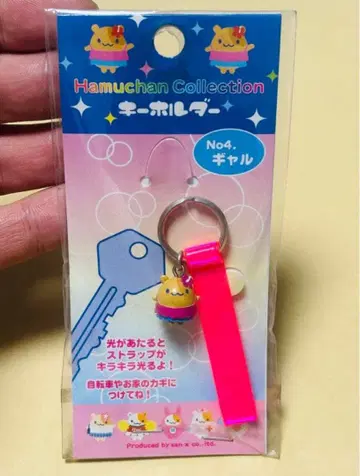 Hamuchan Collection
キーホルダー
No4.
ギャル
光があたると
ストラップが
キラキラ光るよ!
自転車やお家のカギに
つけてね!
Produced by san-x co., ltd.